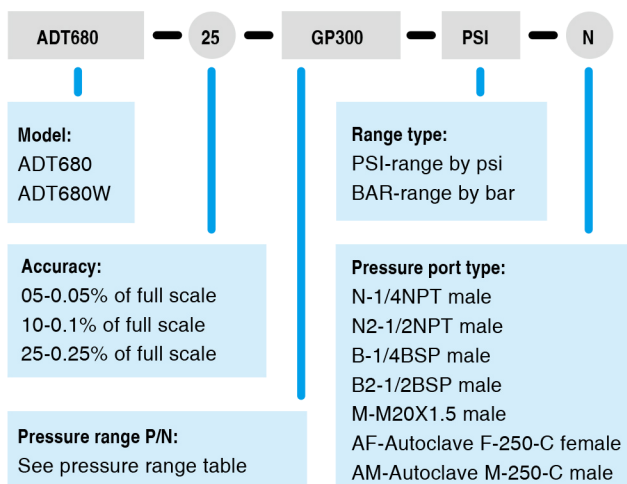 ADT680 25 GP300 PSI N
Model:
ADT680
ADT680W
Range type:
PSI-range by psi
BAR-range by bar
Accuracy:
05-0.05% of full scale
10-0.1% of full scale
25-0.25% of full scale
Pressure port type:
N-1/4NPT male
N2-1/2NPT male
B-1/4BSP male
B2-1/2BSP male
M-M20X1.5 male
AF-Autoclave F-250-C female
AM-Autoclave M-250-C male
Pressure range P/N:
See pressure range table